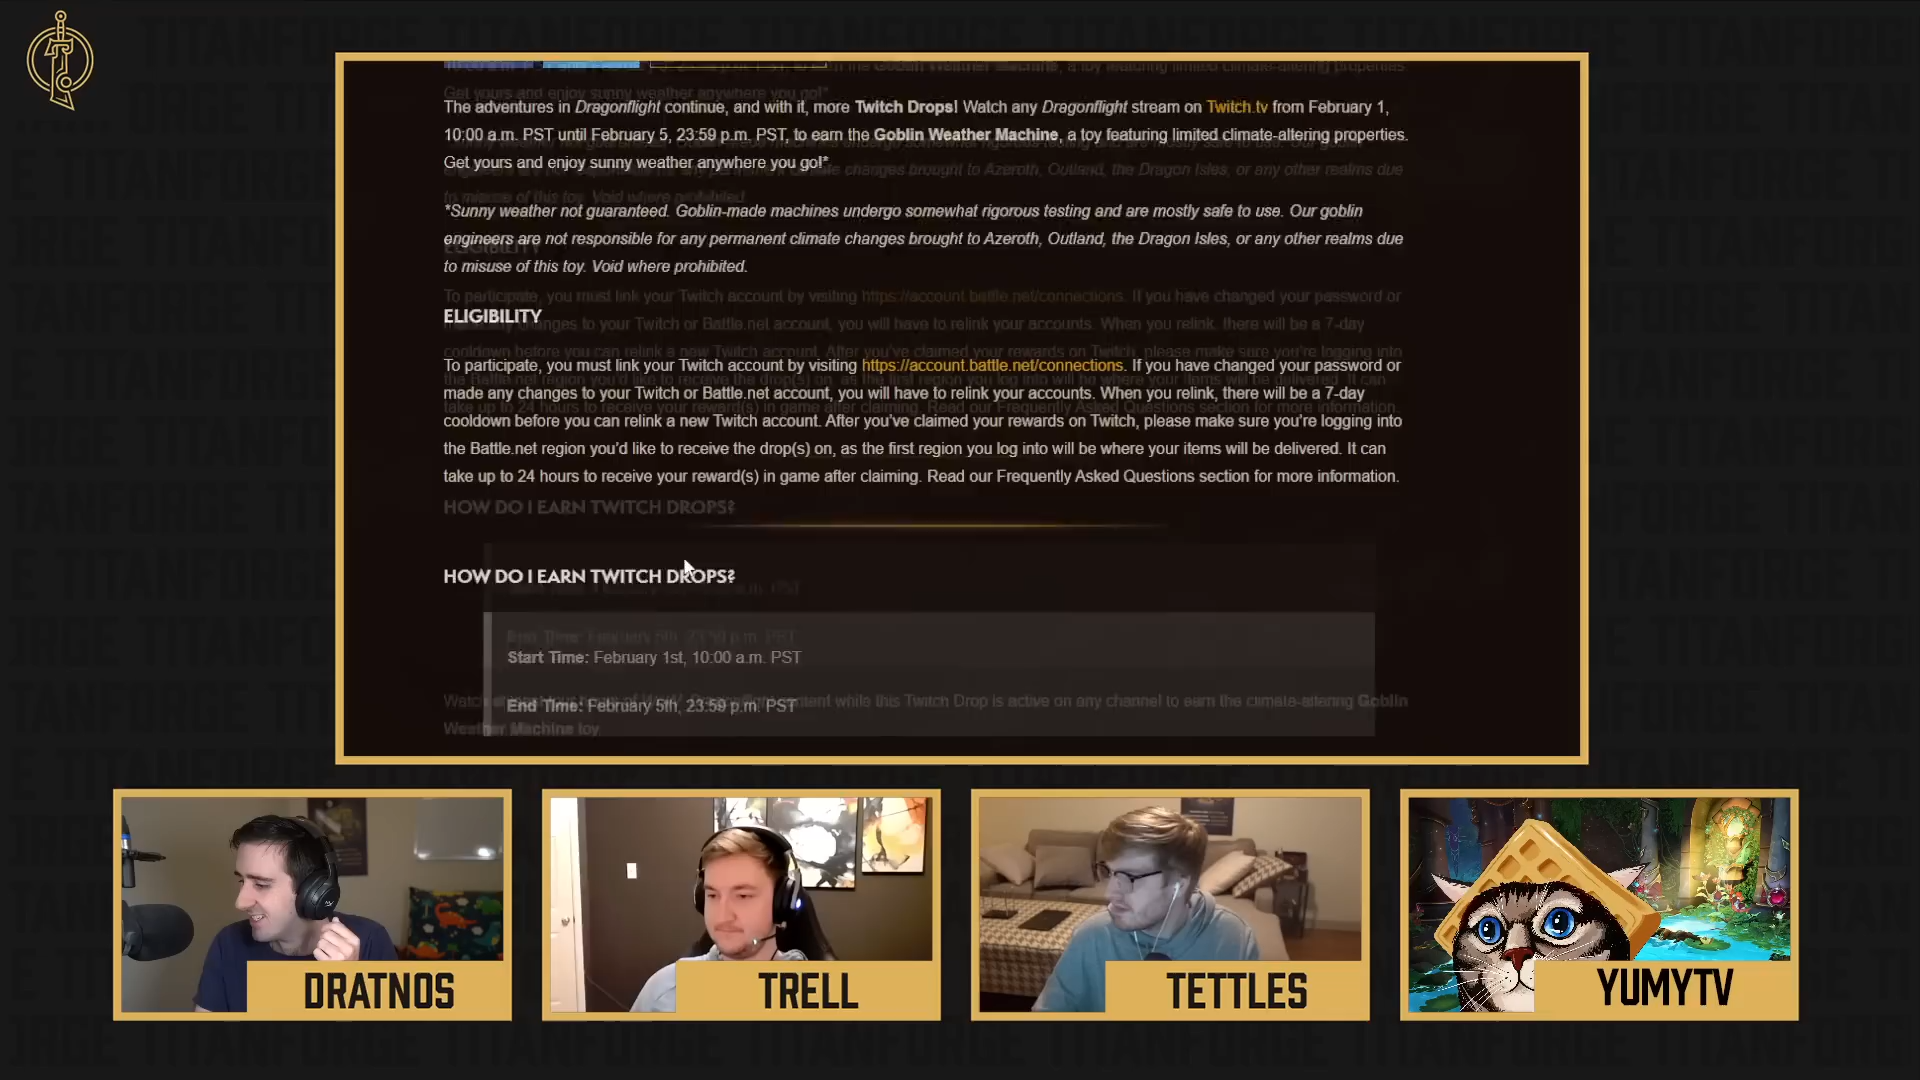 The adventures in Dragonflight continue, and with it, more Twitch Drops! Watch any Dragonflight stream on Twitch.tv from February 1,
10:00 a.m. PST until February 5, 23:59 p.m. PST, to earn the Goblin Weather Machine, a toy featuring limited climate-altering properties.
Get yours and enjoy sunny weather anywhere you go!*
*Sunny weather not guaranteed. Goblin-made machines undergo somewhat rigorous testing and are mostly safe to use. Our goblin
engineers are not responsible for any permanent climate changes brought to Azeroth, Outland, the Dragon Isles, or any other realms due
to misuse of this toy. Void where prohibited.
ELIGIBILITY
To participate, you must link your Twitch account by visiting https://account.battle.net/connections. If you have changed your password or
made any changes to your Twitch or Battle.net account, you will have to relink your accounts. When you relink, there will be a 7-day
cooldown before you can relink a new Twitch account. After you've claimed your rewards on Twitch, please make sure you're logging into
the Battle.net region you'd like to receive the drop(s) on, as the first region you log into will be where your items will be delivered. It can
take up to 24 hours to receive your reward(s) in game after claiming. Read our Frequently Asked Questions section for more information.
HOW DO I EARN TWITCH DROPS?
Start Time: February 1st, 10:00 a.m. PST
End Time: February 5th, 23:59 p.m. PST
DRATNOS
TRELL
TETTLES
YUMYTV